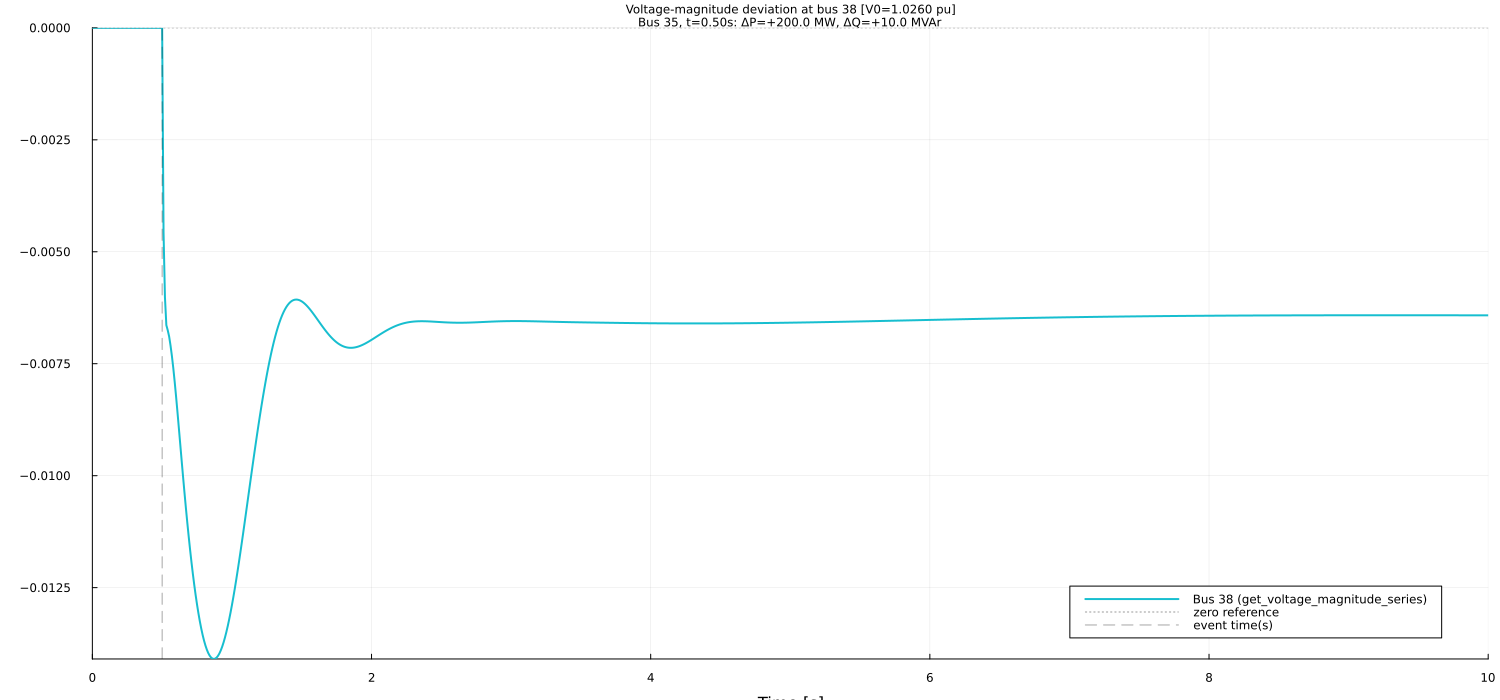 Voltage-magnitude deviation at bus 38 [V0=1.0260 pu]
Bus 35, t=0.50s: ΔP=+200.0 MW, ΔQ=+10.0 MVAr
0.0000
−0.0025
−0.0050
−0.0075
−0.0100
−0.0125
Bus 38 (get_voltage_magnitude_series)
zero reference
event time(s)
0 2 4 6 8 10
Time [s]